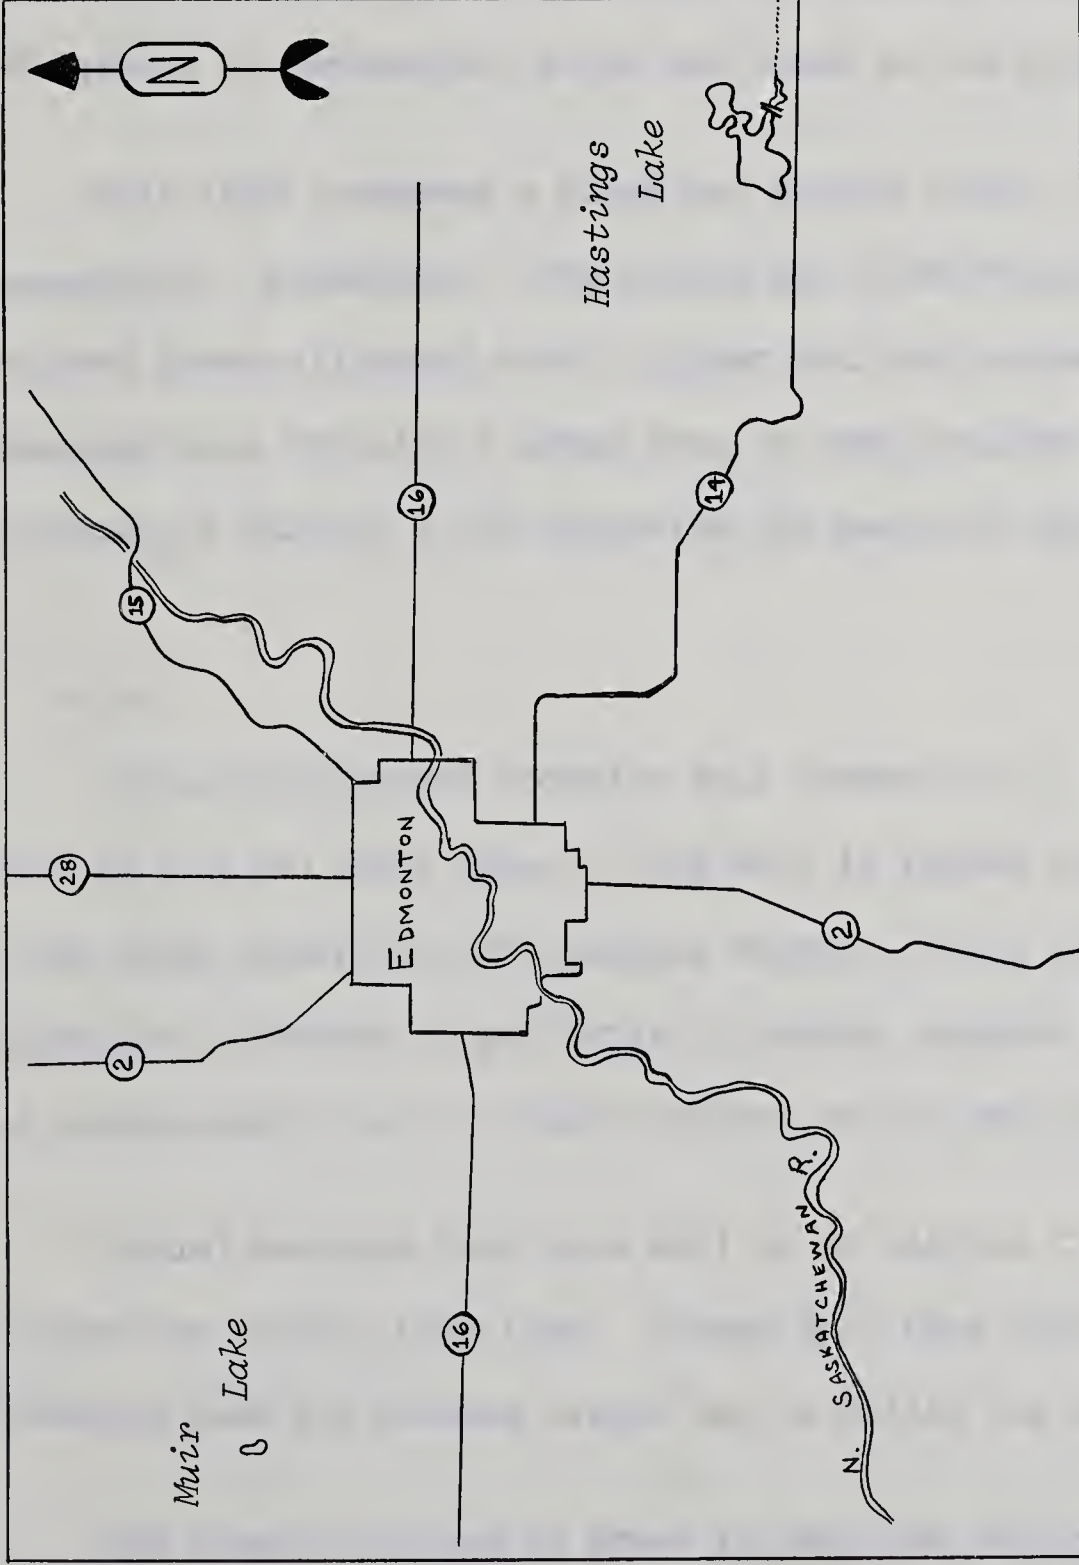 N
28
2
15
Muir
Lake
EDMONTON
16
16
Hastings
Lake
14
2
N. SASKATCHEWAN R.